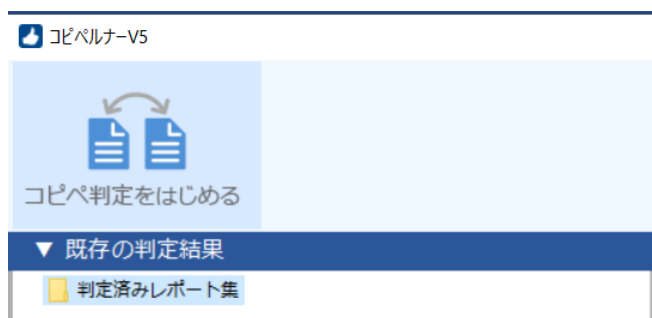 コピペルナーV5
コピペ判定をはじめる
▼ 既存の判定結果
判定済みレポート集